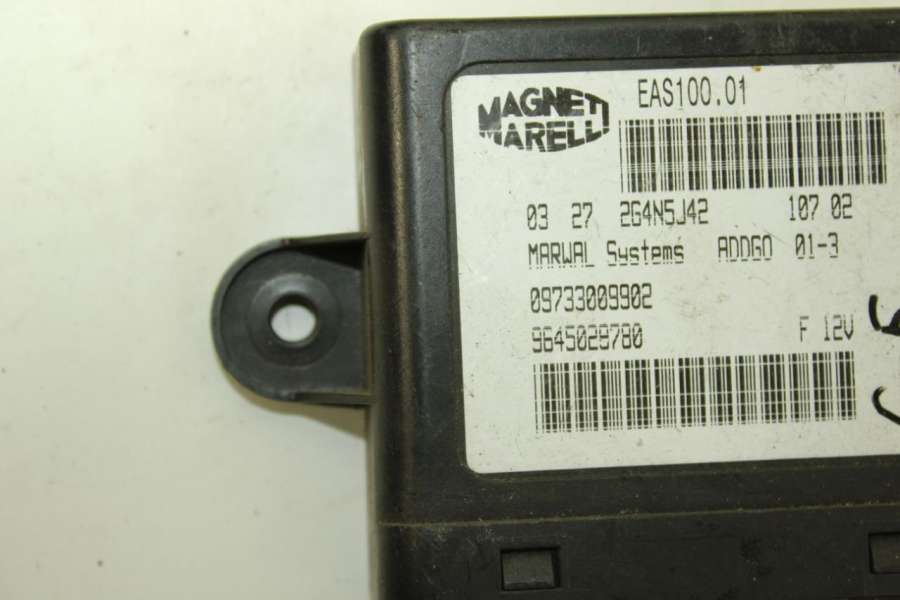 MAGNETI
MARELLI
EAS100.01
03 27 2G4N5J42 107 02
MARWAL Systems ADDGO 01-3
09733009902
9645029780 F 12V